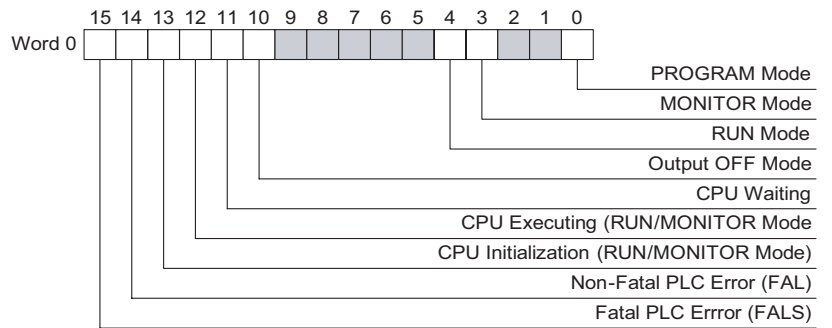 15 14 13 12 11 10 9 8 7 6 5 4 3 2 1 0
Word 0
PROGRAM Mode
MONITOR Mode
RUN Mode
Output OFF Mode
CPU Waiting
CPU Executing (RUN/MONITOR Mode
CPU Initialization (RUN/MONITOR Mode)
Non-Fatal PLC Error (FAL)
Fatal PLC Errror (FALS)